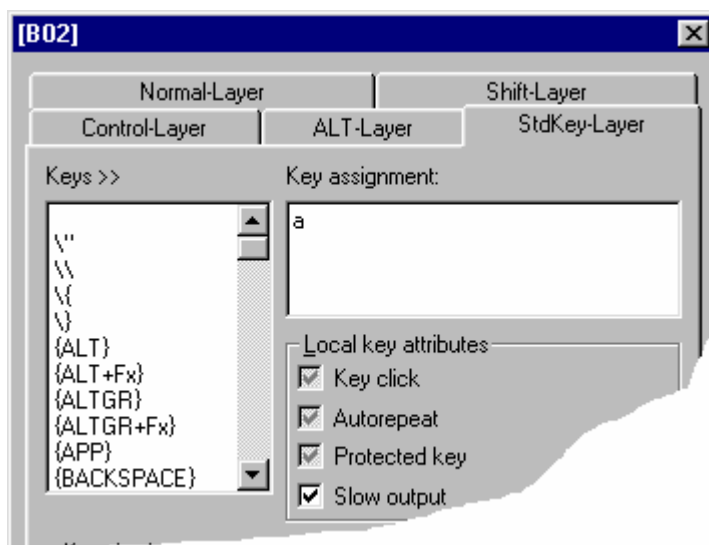 [B02]
Normal-Layer Shift-Layer
Control-Layer ALT-Layer StdKey-Layer
Keys >> Key assignment:
a
\"
\\
\{
\}
{ALT}
{ALT+Fx}
{ALTGR}
{ALTGR+Fx}
{APP}
{BACKSPACE}
Local key attributes
Key click
Autorepeat
Protected key
Slow output